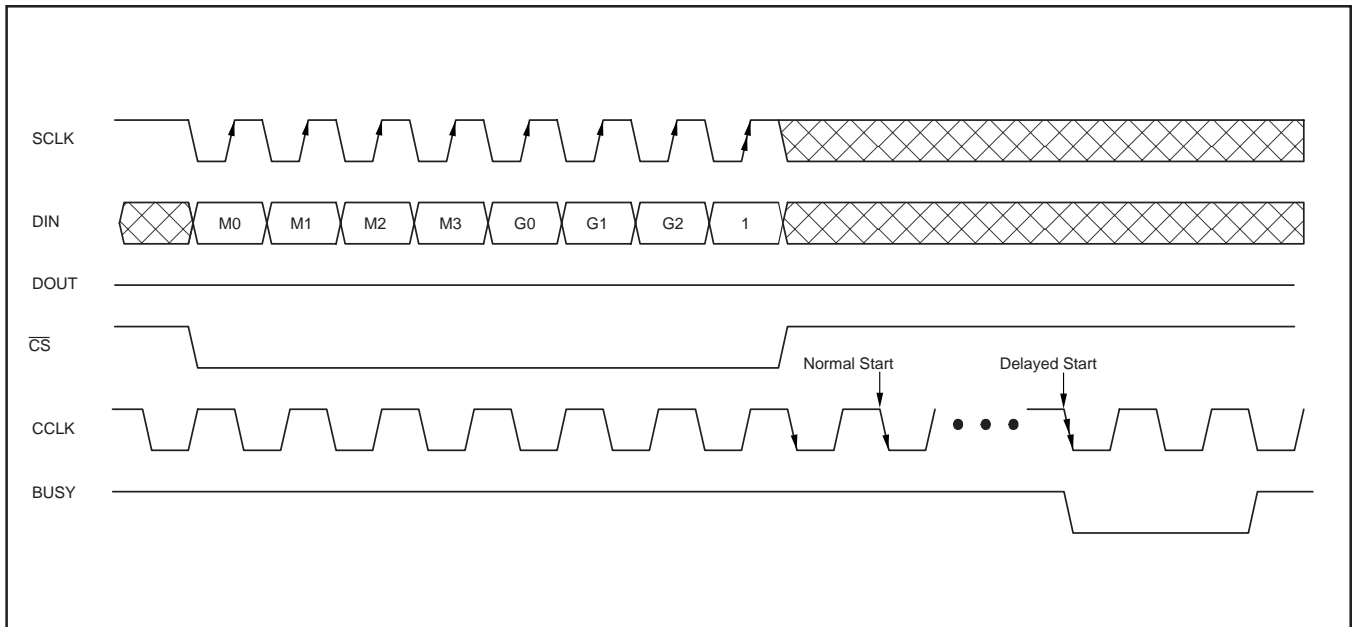 SCLK
DIN
M0 M1 M2 M3 G0 G1 G2 1
DOUT
CS
Normal Start
Delayed Start
CCLK
BUSY